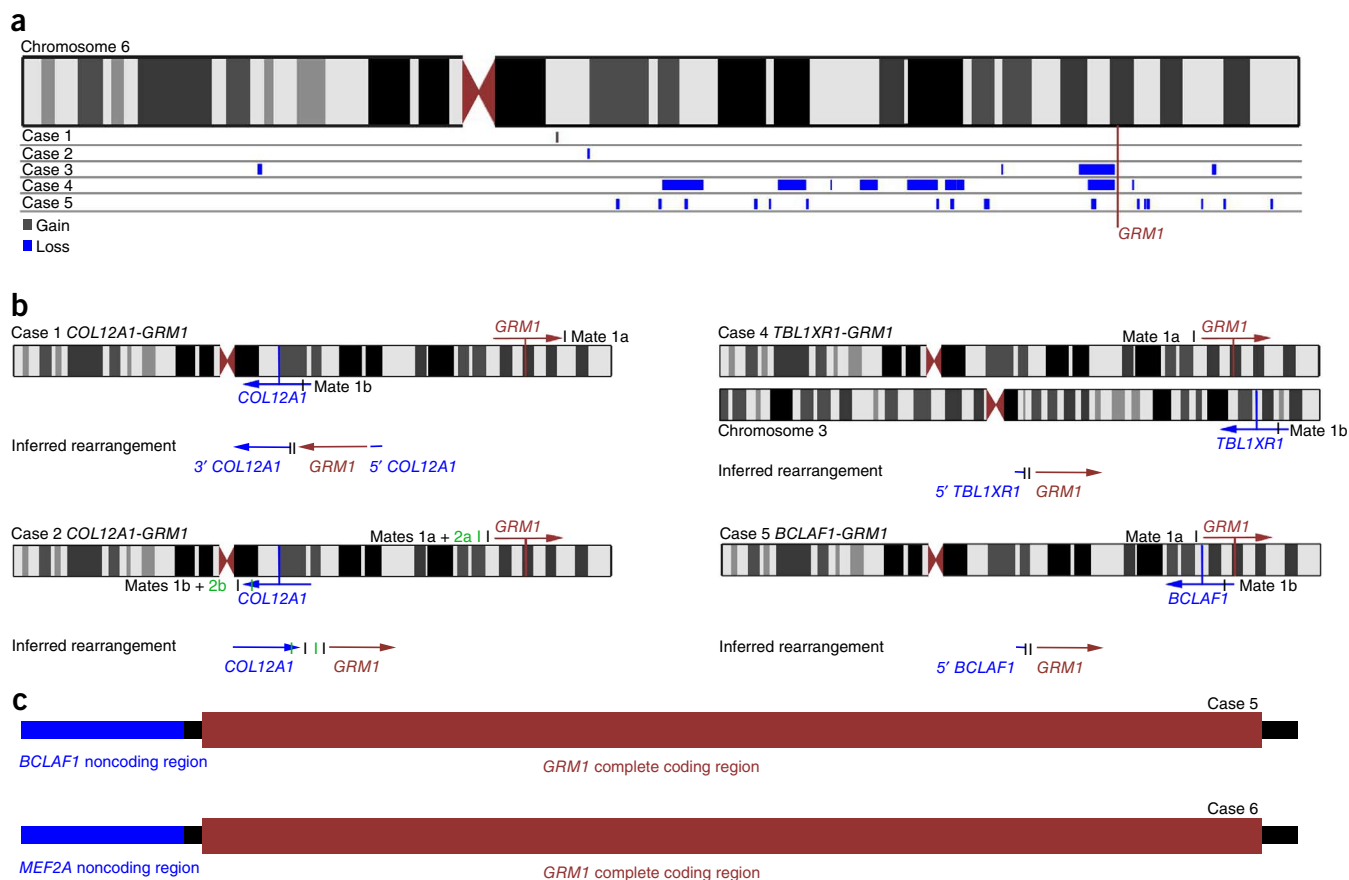 a
Chromosome 6
Case 1
Case 2
Case 3
Case 4
Case 5
Gain
Loss
GRM1
b
Case 1 COL12A1-GRM1
GRM1
Mate 1a
Mate 1b
COL12A1
Inferred rearrangement
3′ COL12A1
GRM1
5′ COL12A1
Case 4 TBL1XR1-GRM1
Mate 1a
GRM1
Chromosome 3
TBL1XR1
Mate 1b
Inferred rearrangement
5′ TBL1XR1
GRM1
Case 2 COL12A1-GRM1
Mates 1a + 2a
GRM1
Mates 1b + 2b
COL12A1
Inferred rearrangement
COL12A1
GRM1
Case 5 BCLAF1-GRM1
Mate 1a
GRM1
BCLAF1
Mate 1b
Inferred rearrangement
5′ BCLAF1
GRM1
c
Case 5
BCLAF1 noncoding region
GRM1 complete coding region
Case 6
MEF2A noncoding region
GRM1 complete coding region